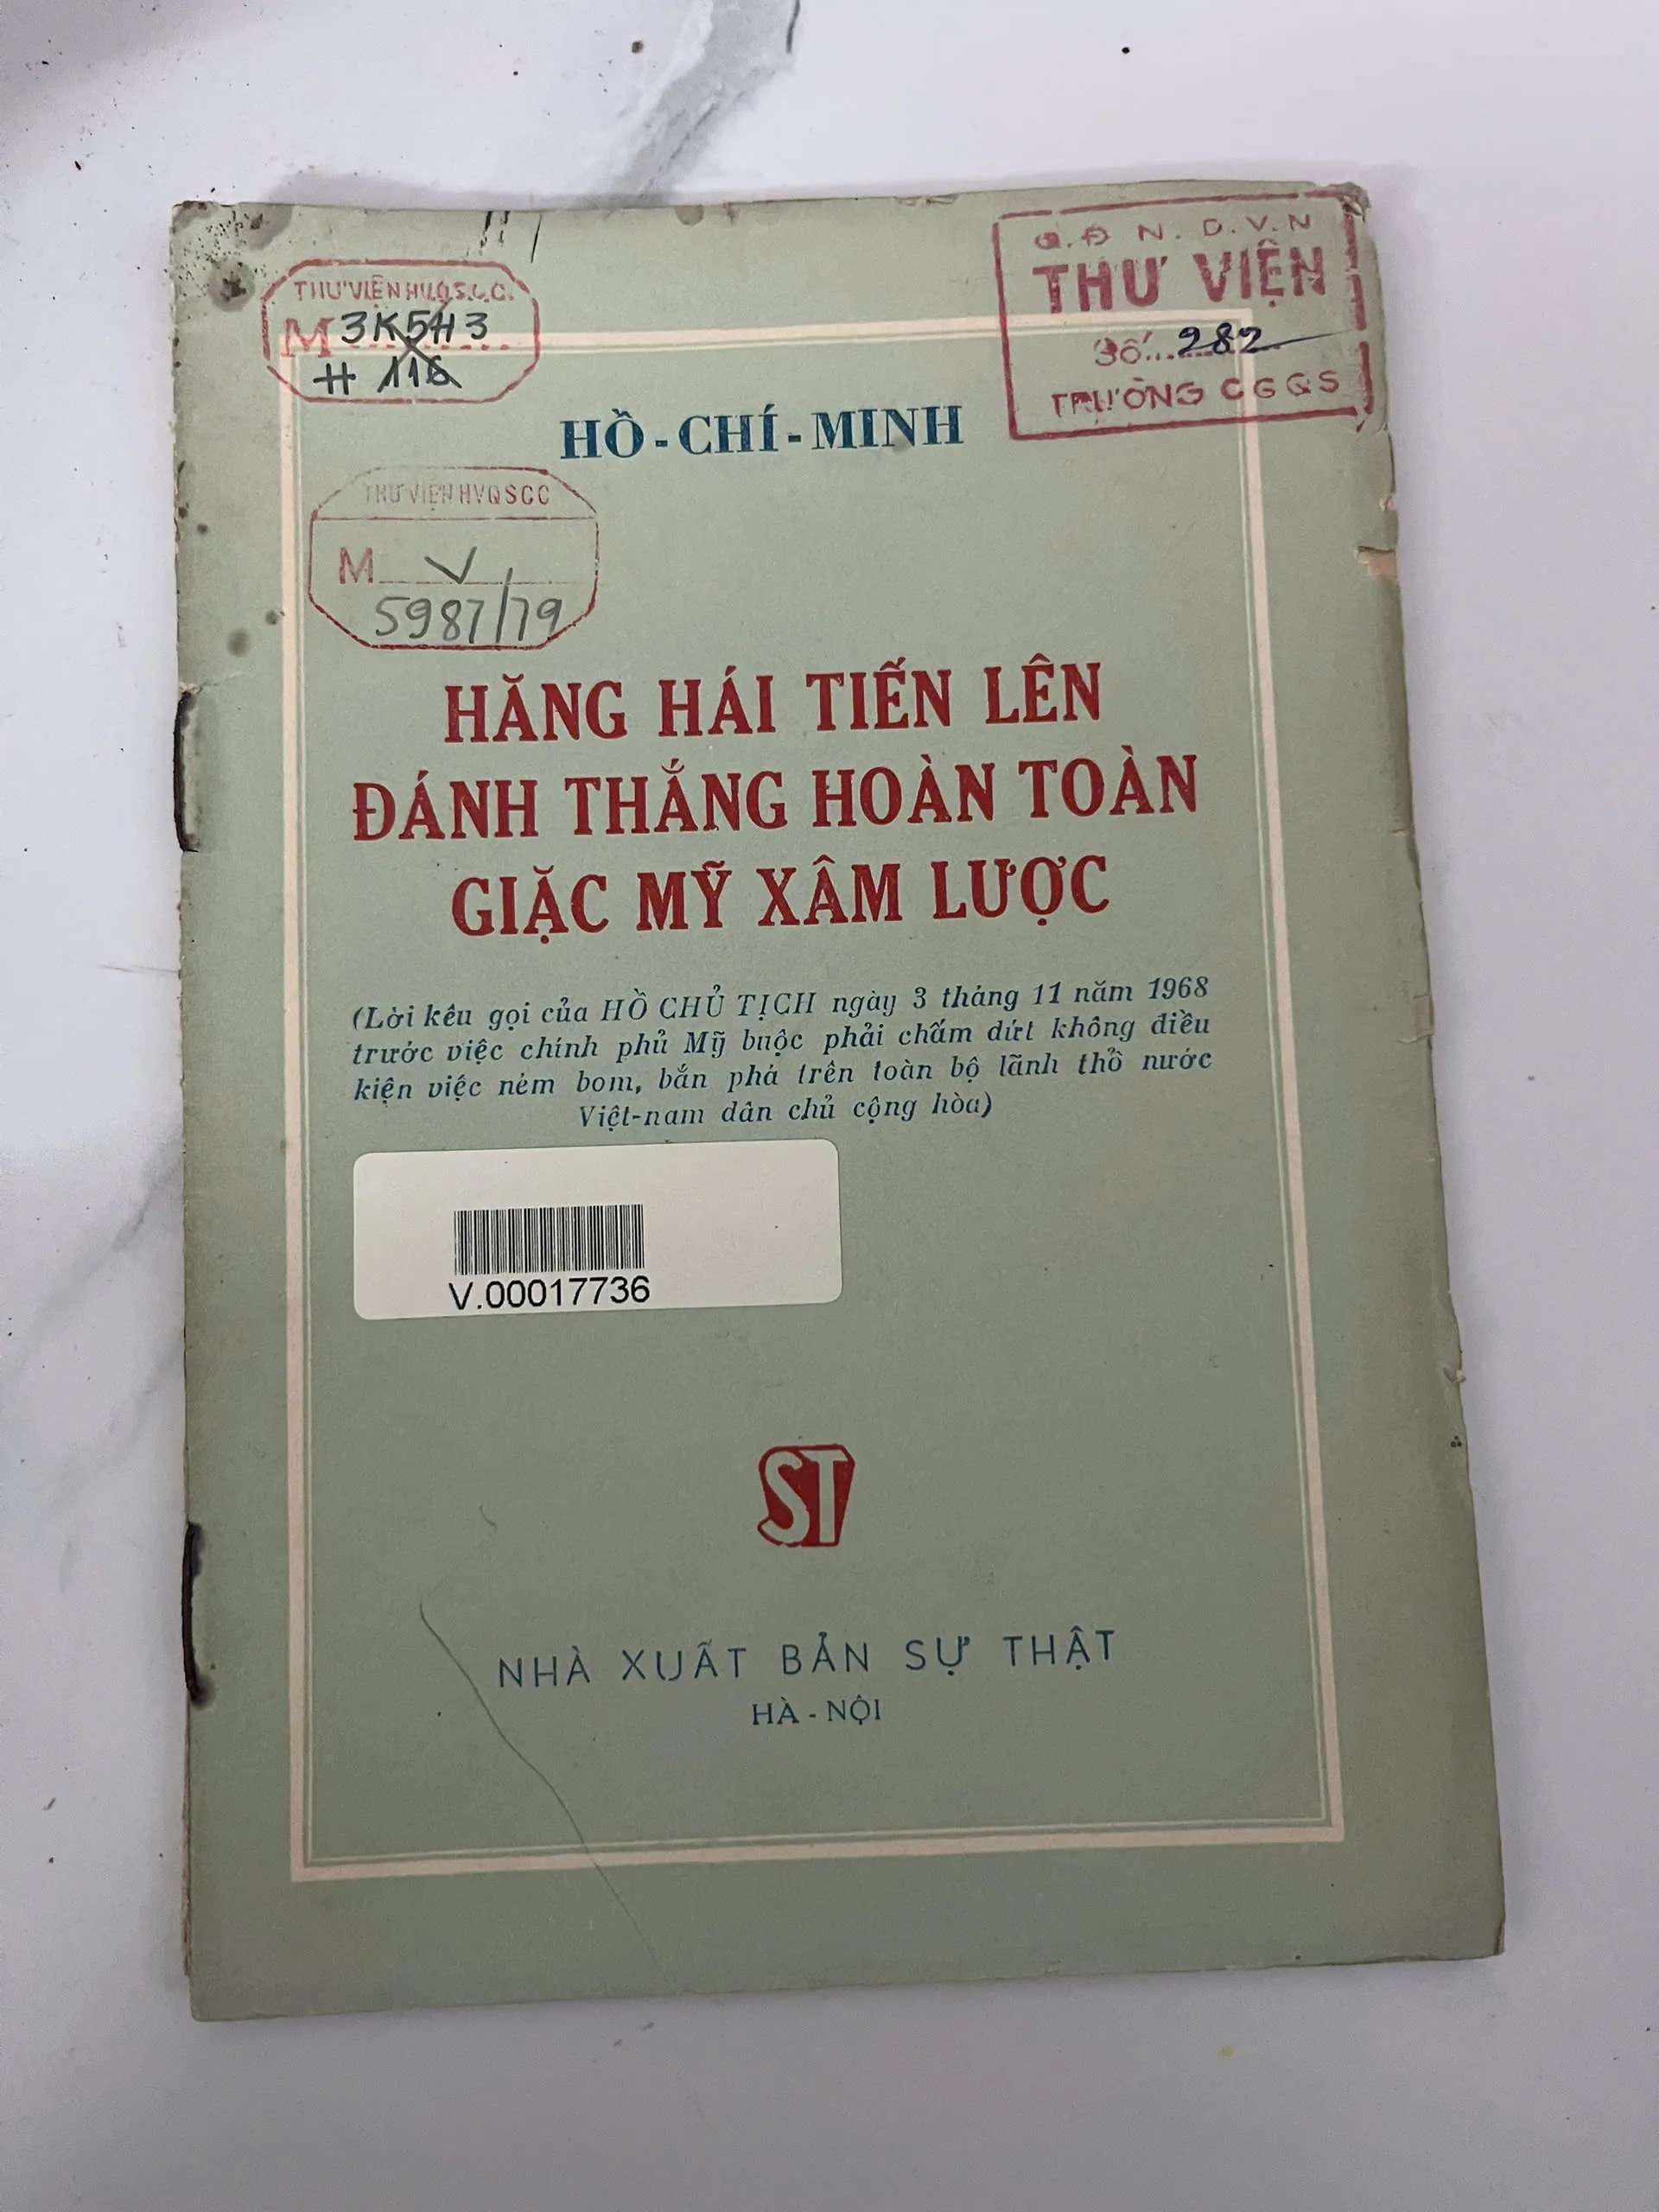 Q.Đ N.D.V.N
THƯ VIỆN
Số... 282
TRƯỜNG CGQS
THƯ VIỆN HVQS.C.C.
M 3K5H3
H 116
HỒ-CHÍ-MINH
THƯ VIỆN HVQSCC
M V
5987/79
HĂNG HÁI TIẾN LÊN
ĐÁNH THẮNG HOÀN TOÀN
GIẶC MỸ XÂM LƯỢC
(Lời kêu gọi của HỒ CHỦ TỊCH ngày 3 tháng 11 năm 1968
trước việc chính phủ Mỹ buộc phải chấm dứt không điều
kiện việc ném bom, bắn phá trên toàn bộ lãnh thổ nước
Việt-nam dân chủ cộng hòa)
V.00017736
ST
NHÀ XUẤT BẢN SỰ THẬT
HÀ-NỘI